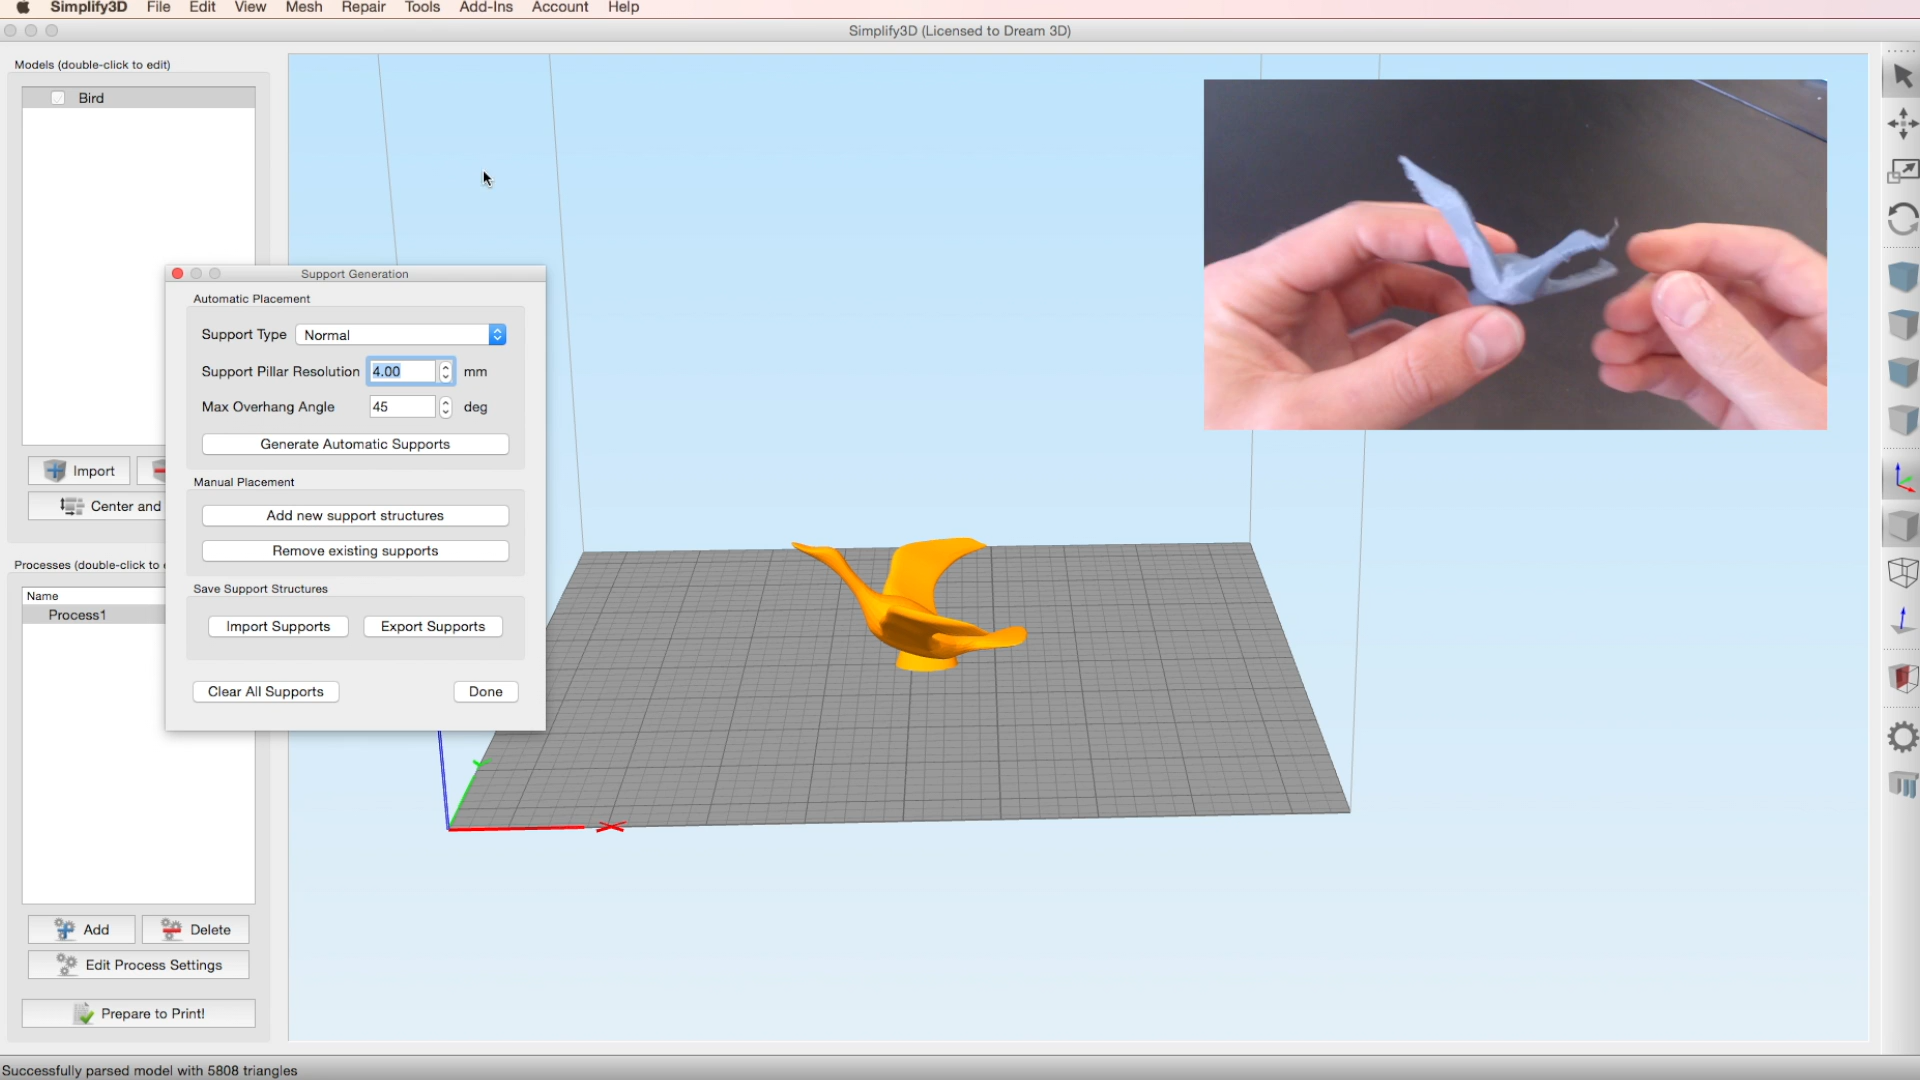 Simplify3D File Edit View Mesh Repair Tools Add-Ins Account Help
Simplify3D (Licensed to Dream 3D)
Models (double-click to edit)
Bird
Import
Center and
Processes (double-click to
Name
Process1
Add Delete
Edit Process Settings
Prepare to Print!
Support Generation
Automatic Placement
Support Type Normal
Support Pillar Resolution 4.00 mm
Max Overhang Angle 45 deg
Generate Automatic Supports
Manual Placement
Add new support structures
Remove existing supports
Save Support Structures
Import Supports Export Supports
Clear All Supports Done
Successfully parsed model with 5808 triangles